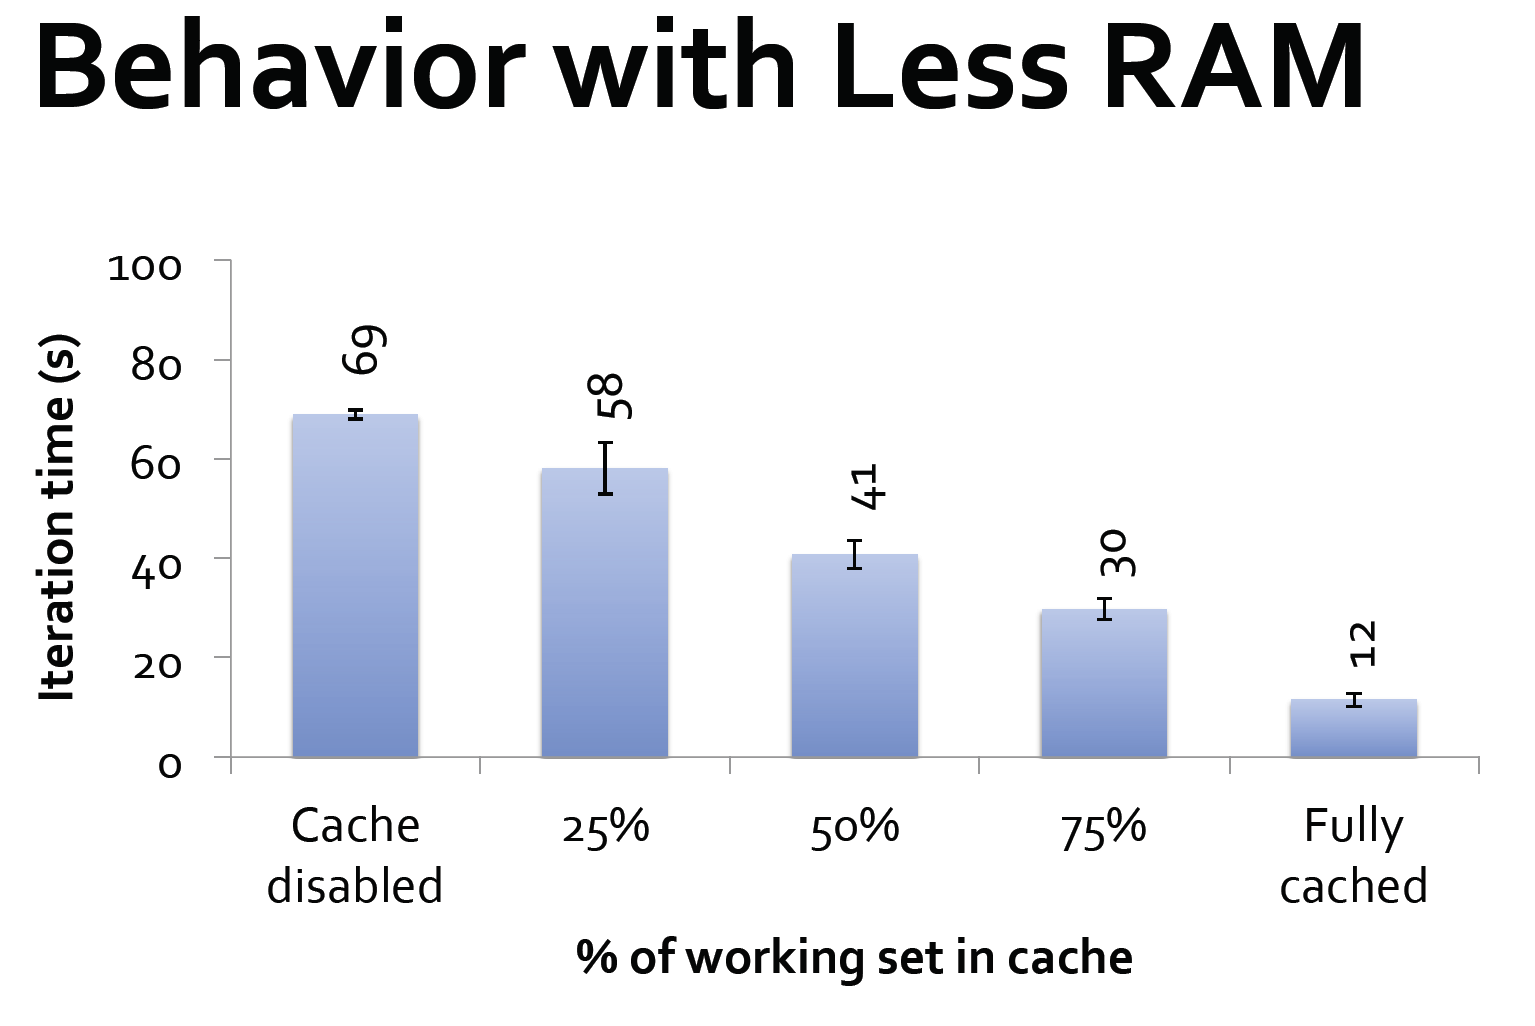 Behavior with Less RAM
100
80
60
40
20
0
Iteration time (s)
69
58
41
30
12
Cache disabled
25%
50%
75%
Fully cached
% of working set in cache